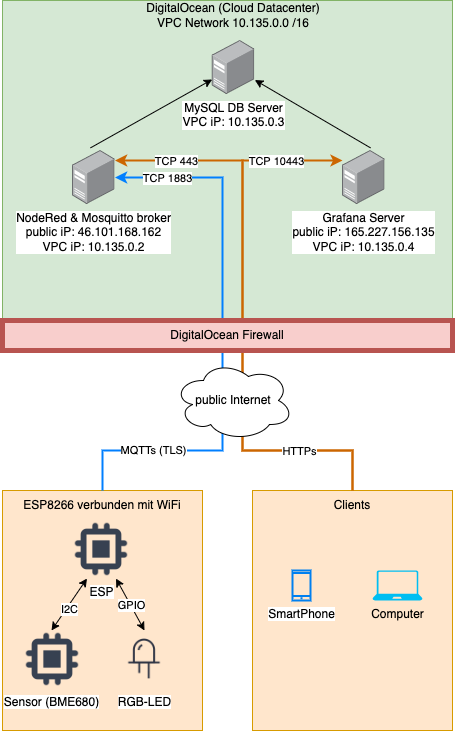 DigitalOcean (Cloud Datacenter)
VPC Network 10.135.0.0 /16
MySQL DB Server
VPC iP: 10.135.0.3
TCP 443
TCP 10443
TCP 1883
NodeRed & Mosquitto broker
public iP: 46.101.168.162
VPC iP: 10.135.0.2
Grafana Server
public iP: 165.227.156.135
VPC iP: 10.135.0.4
DigitalOcean Firewall
public Internet
MQTTs (TLS)
HTTPs
ESP8266 verbunden mit WiFi
ESP
I2C
GPIO
Sensor (BME680)
RGB-LED
Clients
SmartPhone
Computer